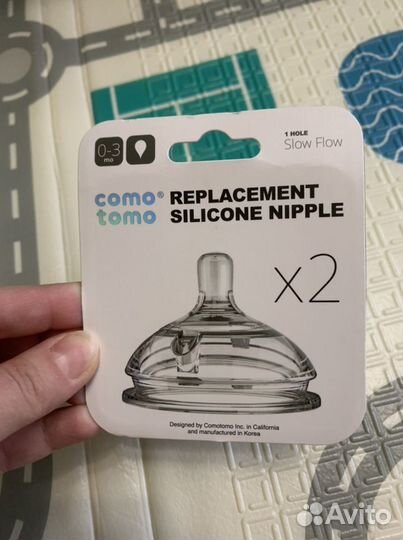 0-3
mo
1 HOLE
Slow Flow
como®
tomo
REPLACEMENT
SILICONE NIPPLE
x2
Designed by Comotomo Inc. in California
and manufactured in Korea
Avito